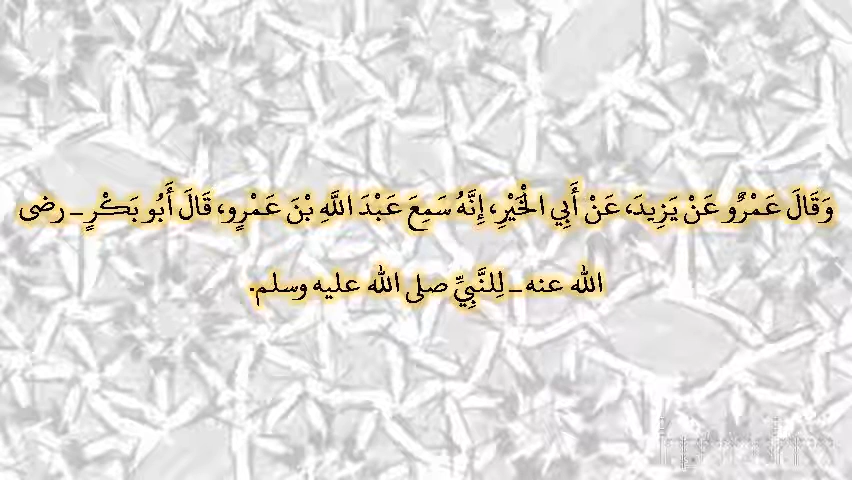 وَقَالَ عَمْرٌو عَنْ يَزِيدَ، عَنْ أَبِي الْخَيْرِ، إِنَّهُ سَمِعَ عَبْدَ اللَّهِ بْنَ عَمْرٍو، قَالَ أَبُو بَكْرٍ ـ رضى
الله عنه ـ لِلنَّبِيِّ صلى الله عليه وسلم.